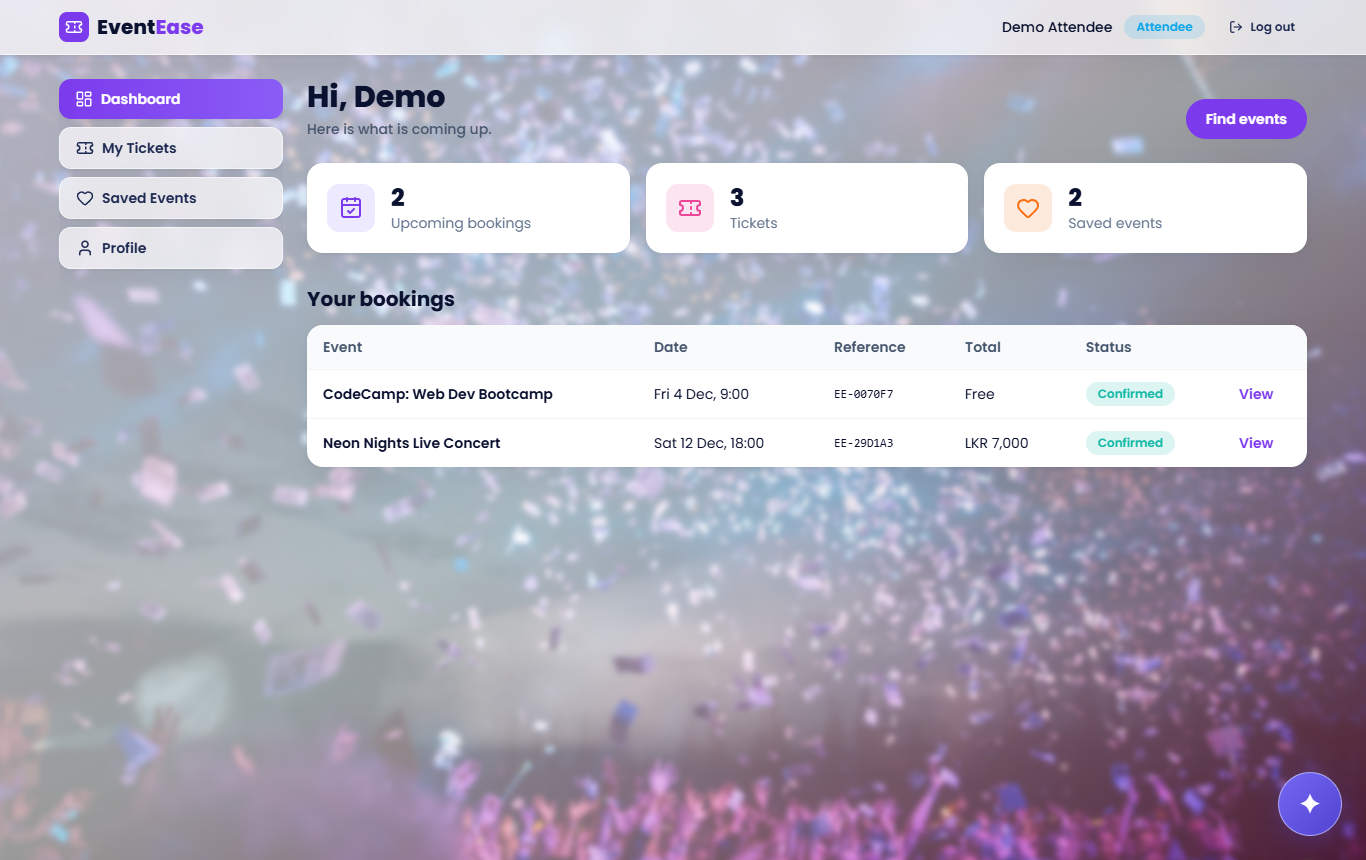 EventEase
Demo Attendee Attendee Log out
Dashboard
My Tickets
Saved Events
Profile
Hi, Demo
Here is what is coming up.
Find events
2
Upcoming bookings
3
Tickets
2
Saved events
Your bookings
Event Date Reference Total Status
CodeCamp: Web Dev Bootcamp Fri 4 Dec, 9:00 EE-0070F7 Free Confirmed View
Neon Nights Live Concert Sat 12 Dec, 18:00 EE-29D1A3 LKR 7,000 Confirmed View